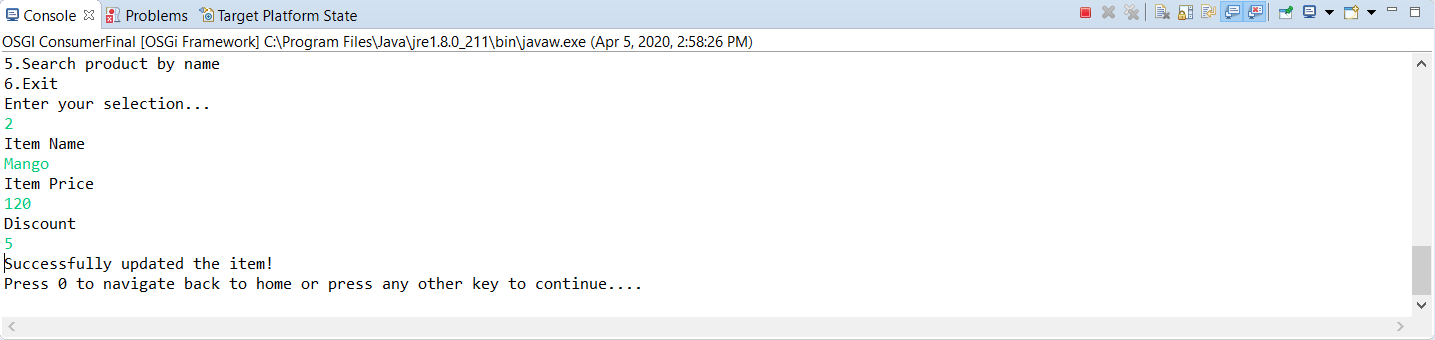 Console Problems Target Platform State
OSGI ConsumerFinal [OSGi Framework] C:\Program Files\Java\jre1.8.0_211\bin\javaw.exe (Apr 5, 2020, 2:58:26 PM)
5.Search product by name
6.Exit
Enter your selection...
2
Item Name
Mango
Item Price
120
Discount
5
Successfully updated the item!
Press 0 to navigate back to home or press any other key to continue....